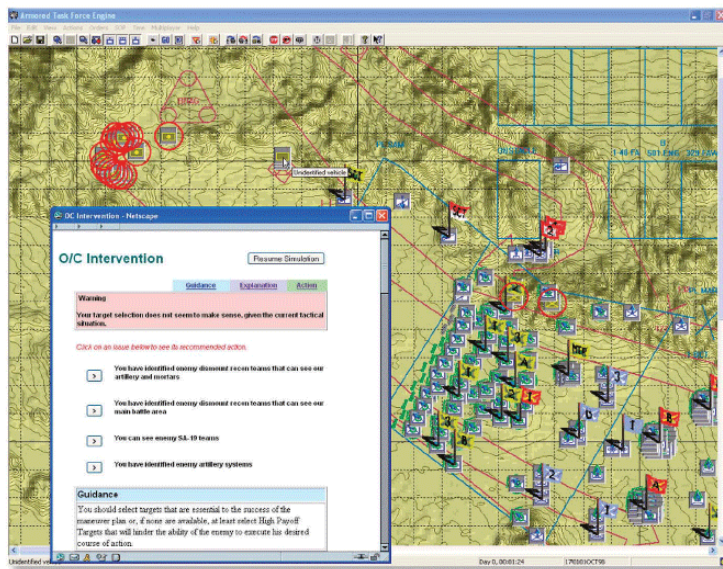 Armored Task Force Engine
File Edit View Actions Orders SOP Time Multiplayer Help
Unidentified vehicle
1-40 FA 501 ENG
OC Intervention - Netscape
O/C Intervention
Resume Simulation
Guidance Explanation Action
Warning
Your target selection does not seem to make sense, given the current tactical
situation.
Click on an issue below to see its recommended action.
You have identified enemy dismount recon teams that can see our
artillery and mortars
You have identified enemy dismount recon teams that can see our
main battle area
You can see enemy SA-19 teams
You have identified enemy artillery systems
Guidance
You should select targets that are essential to the success of the
maneuver plan or, if none are available, at least select High Payoff
Targets that will hinder the ability of the enemy to execute his desired
course of action.
Day 0, 00:01:24
170101OCT98